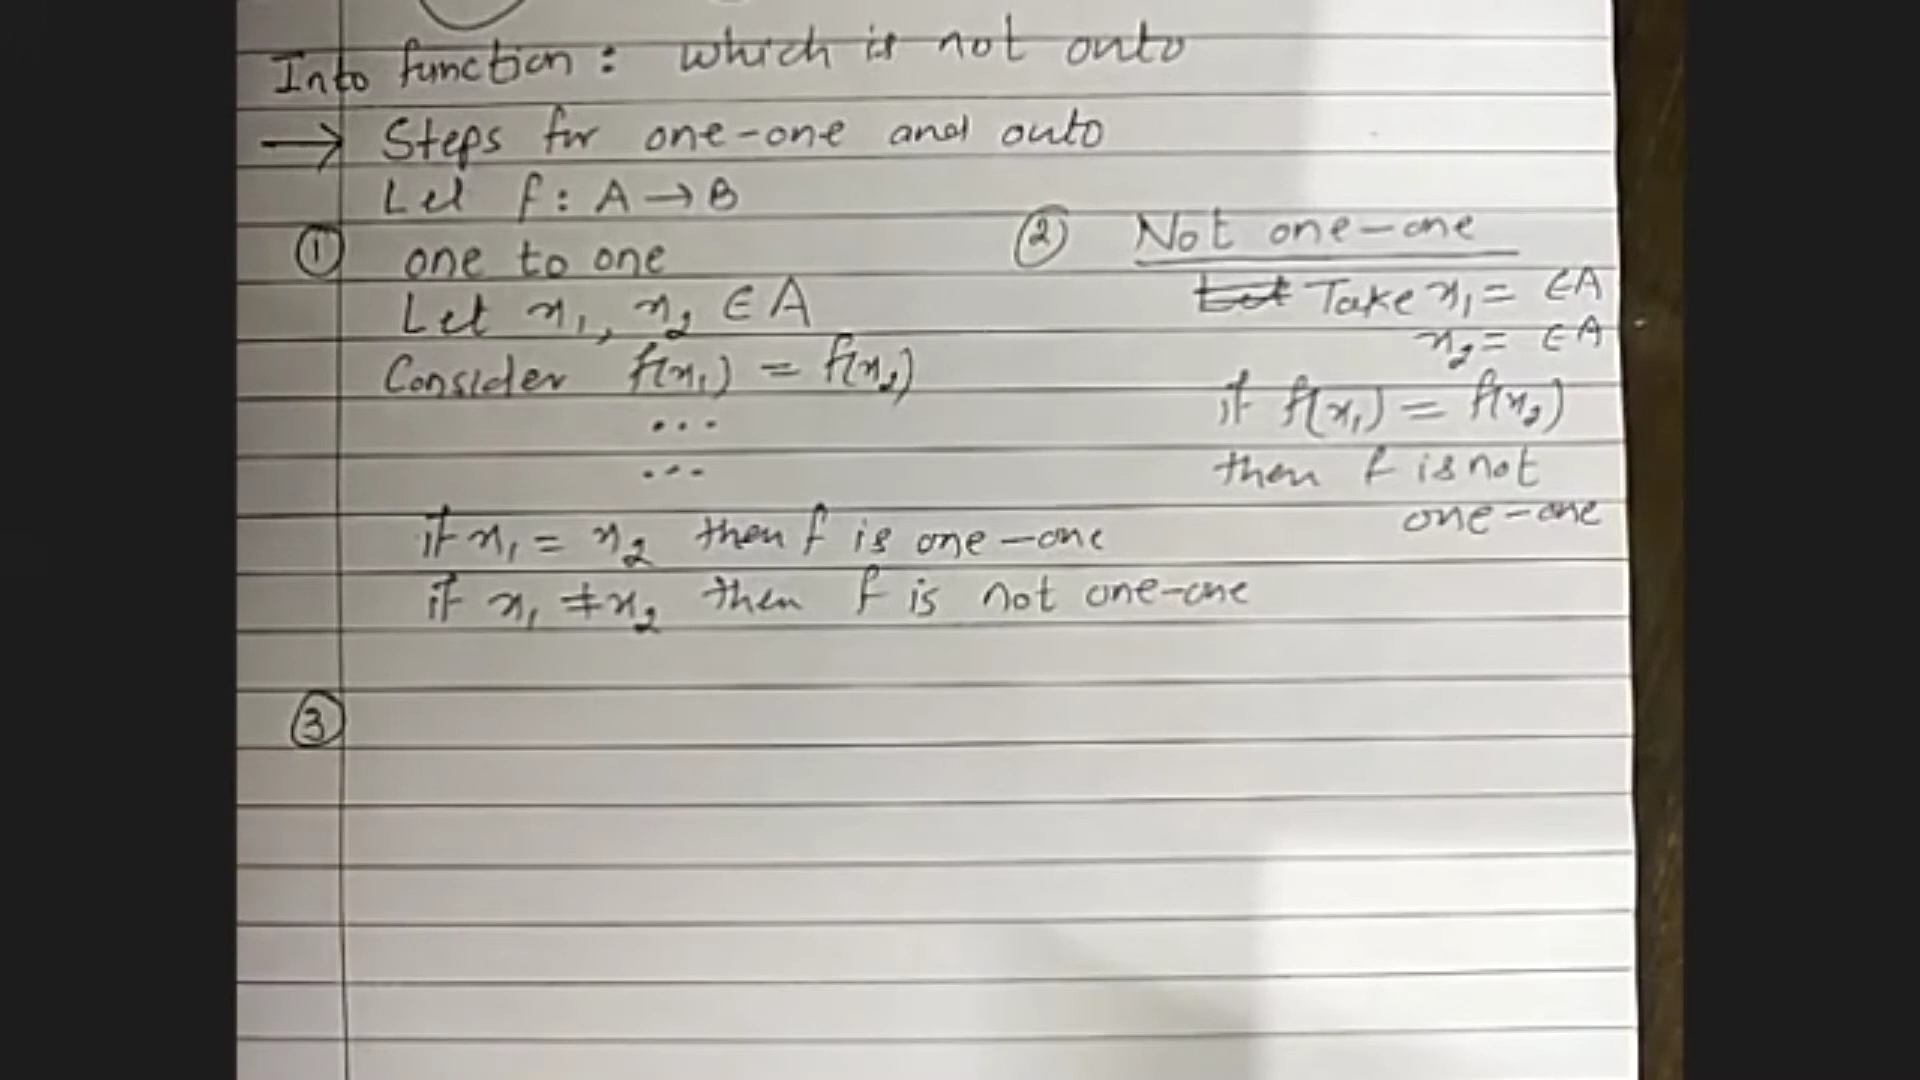 Into function : which is not onto
→ Steps for one-one and onto
Let f : A → B
① one to one
Let x₁, x₂ ∈ A
Consider f(x₁) = f(x₂)
...
...
if x₁ = x₂ then f is one-one
if x₁ ≠ x₂ then f is not one-one
② Not one-one
Let Take x₁ = ∈A
x₂ = ∈A
if f(x₁) = f(x₂)
then f is not
one-one
③